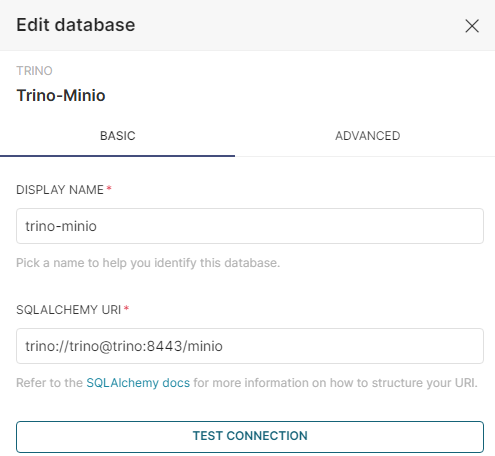 Edit database
TRINO
Trino-Minio
BASIC
ADVANCED
DISPLAY NAME*
trino-minio
Pick a name to help you identify this database.
SQLALCHEMY URI*
trino://trino@trino:8443/minio
Refer to the SQLAlchemy docs for more information on how to structure your URI.
TEST CONNECTION